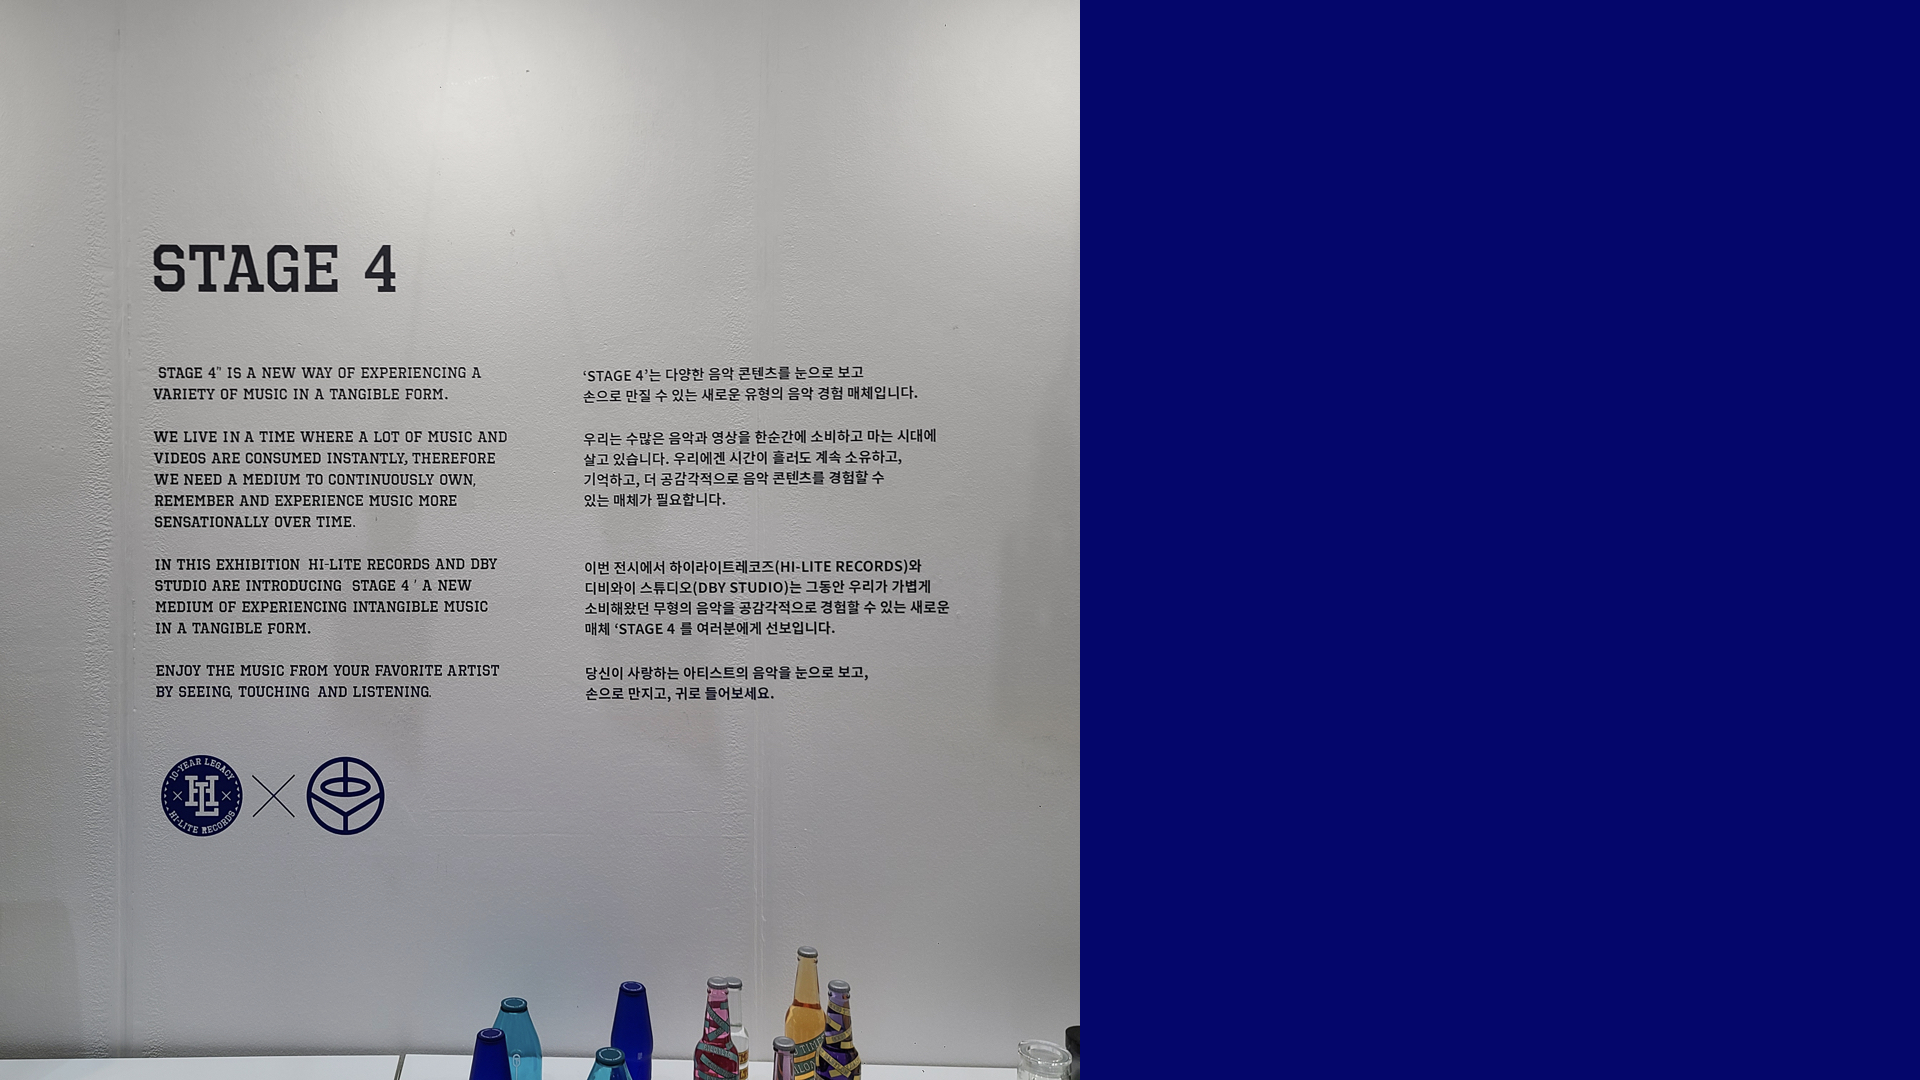 STAGE 4
STAGE 4" IS A NEW WAY OF EXPERIENCING A
VARIETY OF MUSIC IN A TANGIBLE FORM.
WE LIVE IN A TIME WHERE A LOT OF MUSIC AND
VIDEOS ARE CONSUMED INSTANTLY, THEREFORE
WE NEED A MEDIUM TO CONTINUOUSLY OWN,
REMEMBER AND EXPERIENCE MUSIC MORE
SENSATIONALLY OVER TIME.
IN THIS EXHIBITION HI-LITE RECORDS AND DBY
STUDIO ARE INTRODUCING STAGE 4 ' A NEW
MEDIUM OF EXPERIENCING INTANGIBLE MUSIC
IN A TANGIBLE FORM.
ENJOY THE MUSIC FROM YOUR FAVORITE ARTIST
BY SEEING, TOUCHING AND LISTENING.
‘STAGE 4’는 다양한 음악 콘텐츠를 눈으로 보고
손으로 만질 수 있는 새로운 유형의 음악 경험 매체입니다.
우리는 수많은 음악과 영상을 한순간에 소비하고 마는 시대에
살고 있습니다. 우리에겐 시간이 흘러도 계속 소유하고,
기억하고, 더 공감각적으로 음악 콘텐츠를 경험할 수
있는 매체가 필요합니다.
이번 전시에서 하이라이트레코즈(HI-LITE RECORDS)와
디비와이 스튜디오(DBY STUDIO)는 그동안 우리가 가볍게
소비해왔던 무형의 음악을 공감각적으로 경험할 수 있는 새로운
매체 ‘STAGE 4 를 여러분에게 선보입니다.
당신이 사랑하는 아티스트의 음악을 눈으로 보고,
손으로 만지고, 귀로 들어보세요.
10-YEAR LEGACY
HL
HI-LITE RECORDS